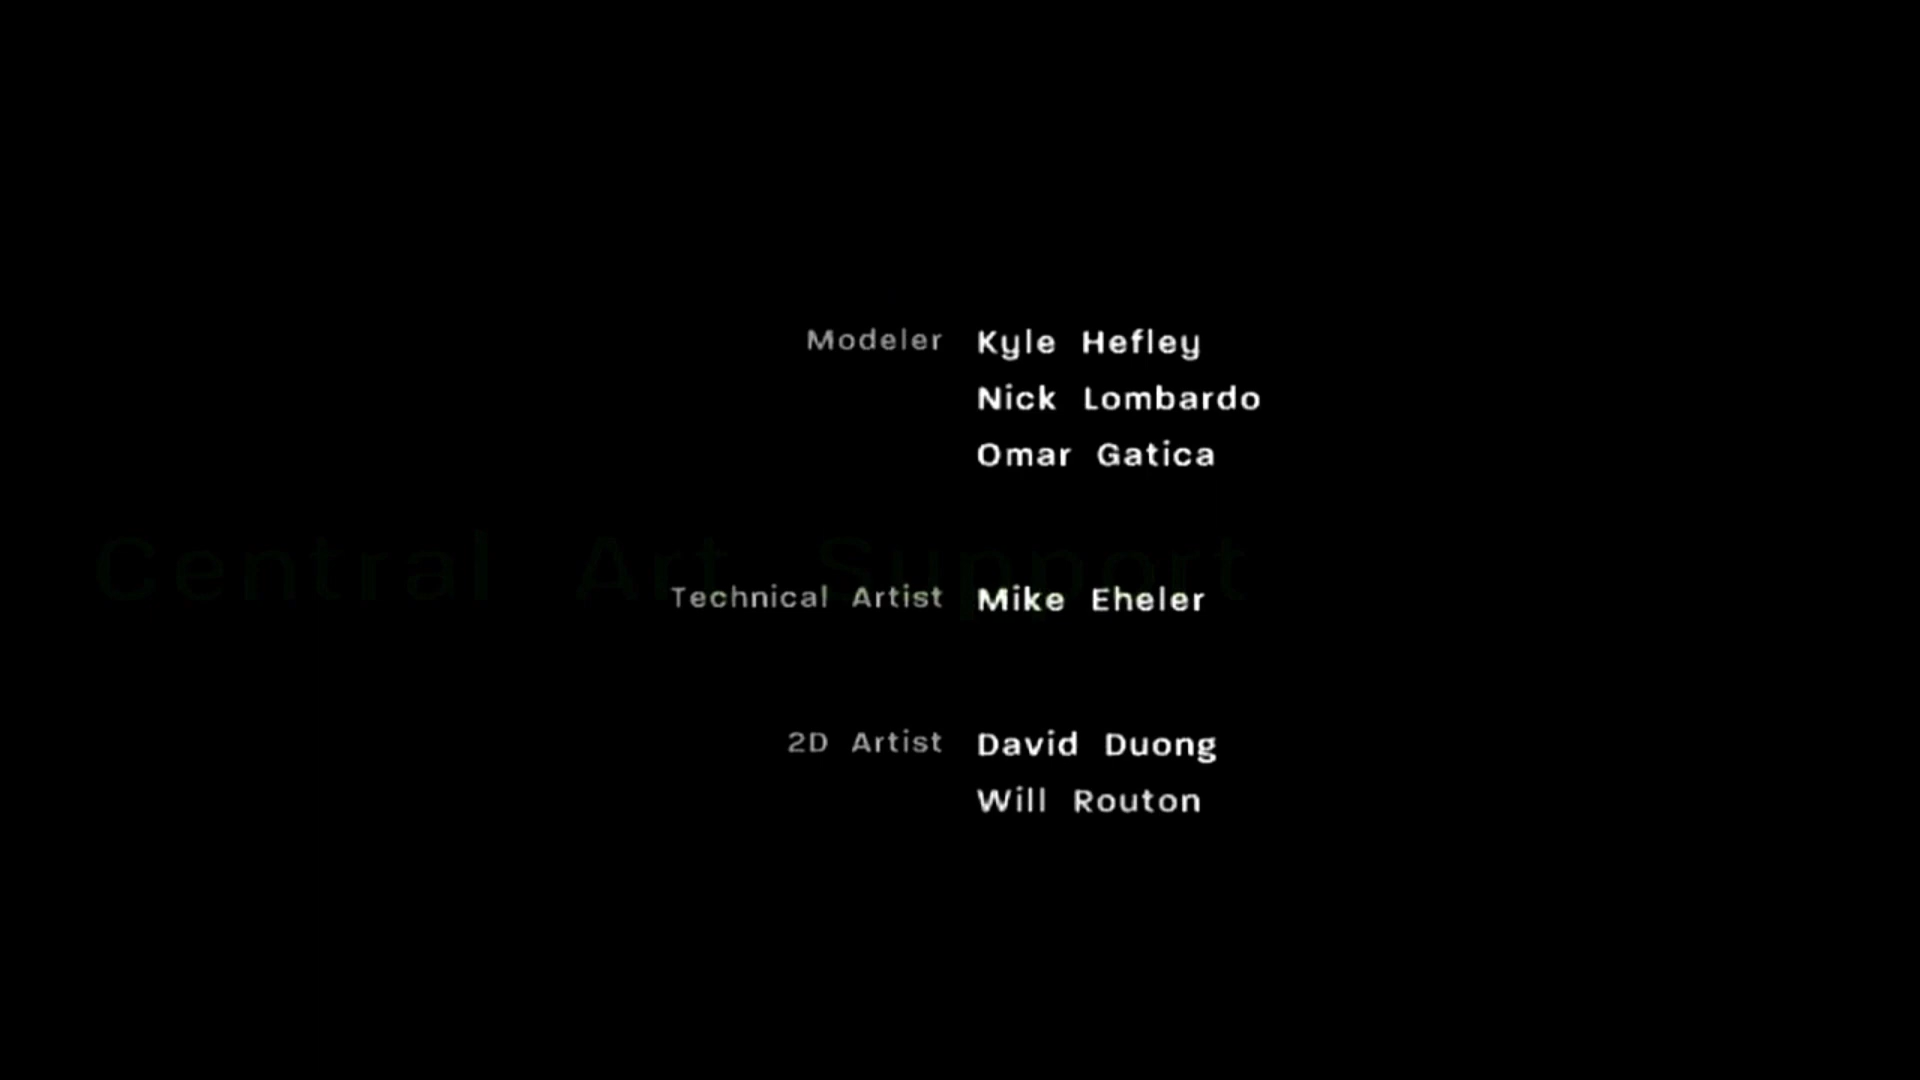 Modeler Kyle Hefley
Nick Lombardo
Omar Gatica
Central Art Support
Technical Artist Mike Eheler
2D Artist David Duong
Will Routon